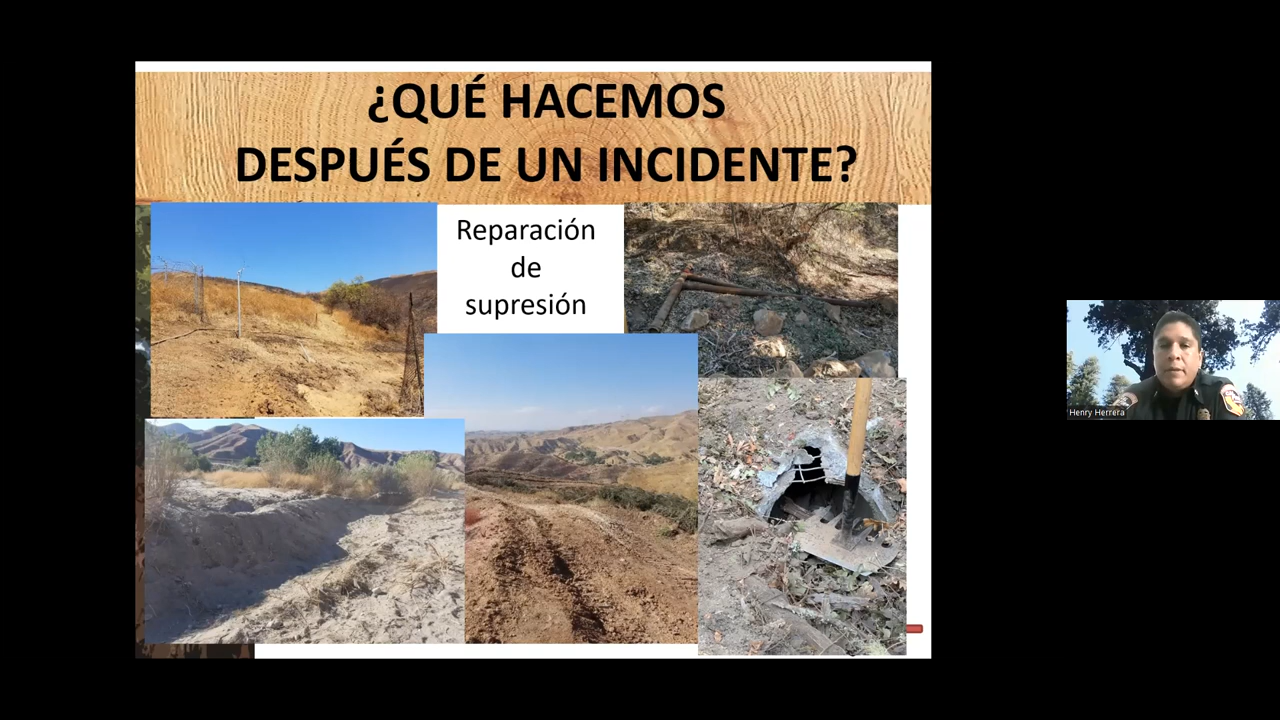 ¿QUÉ HACEMOS
DESPUÉS DE UN INCIDENTE?
Reparación
de
supresión
Henry Herrera